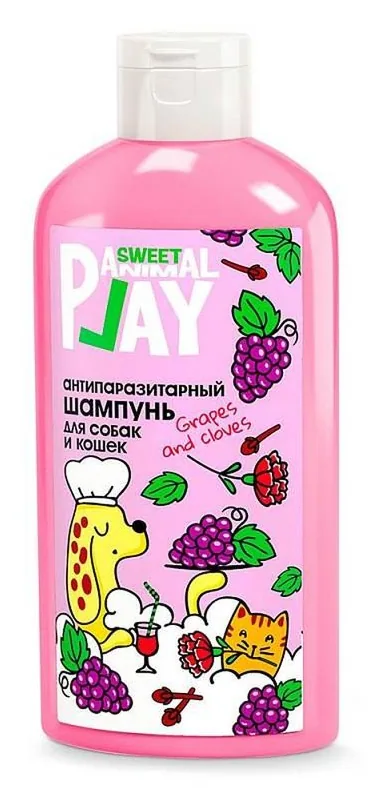 SWEET
ANIMAL
PLAY
антипаразитарный
шампунь
для собак
и кошек
Grapes
and cloves